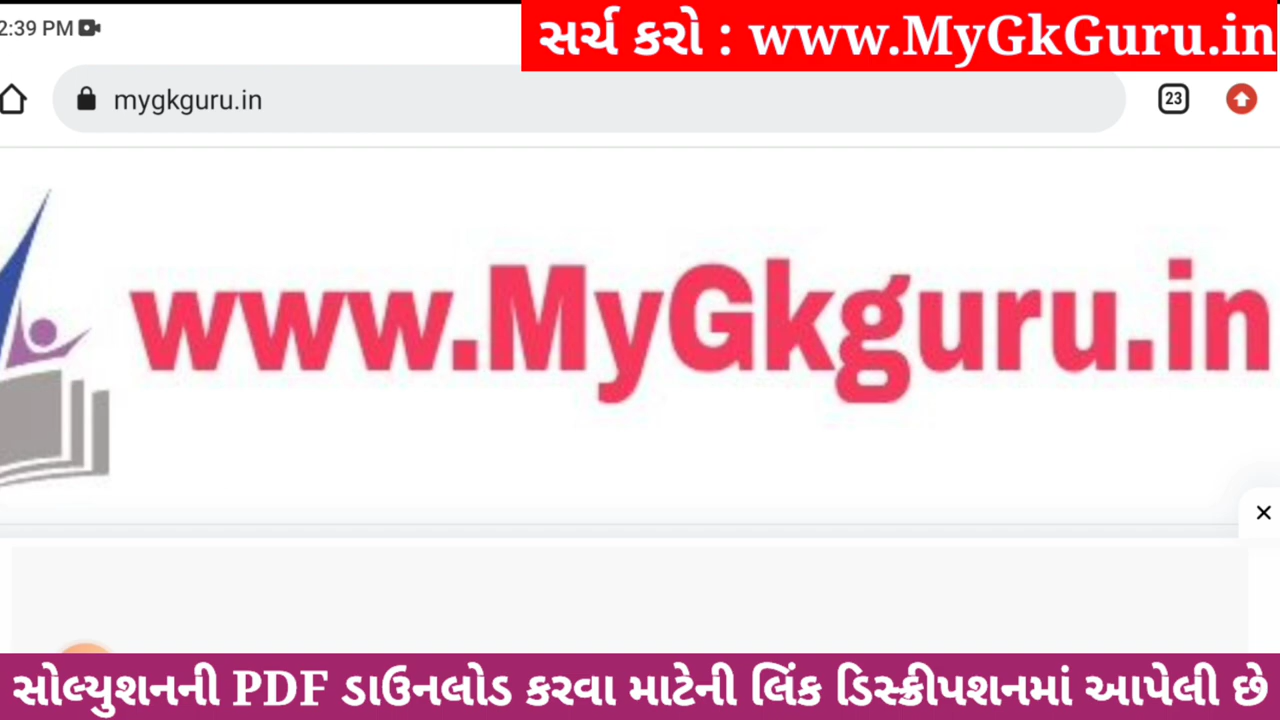 2:39 PM
સર્ચ કરો : www.MyGkGuru.in
mygkguru.in
23
www.MyGkguru.in
સોલ્યુશનની PDF ડાઉનલોડ કરવા માટેની લિંક ડિસ્ક્રીપશનમાં આપેલી છે